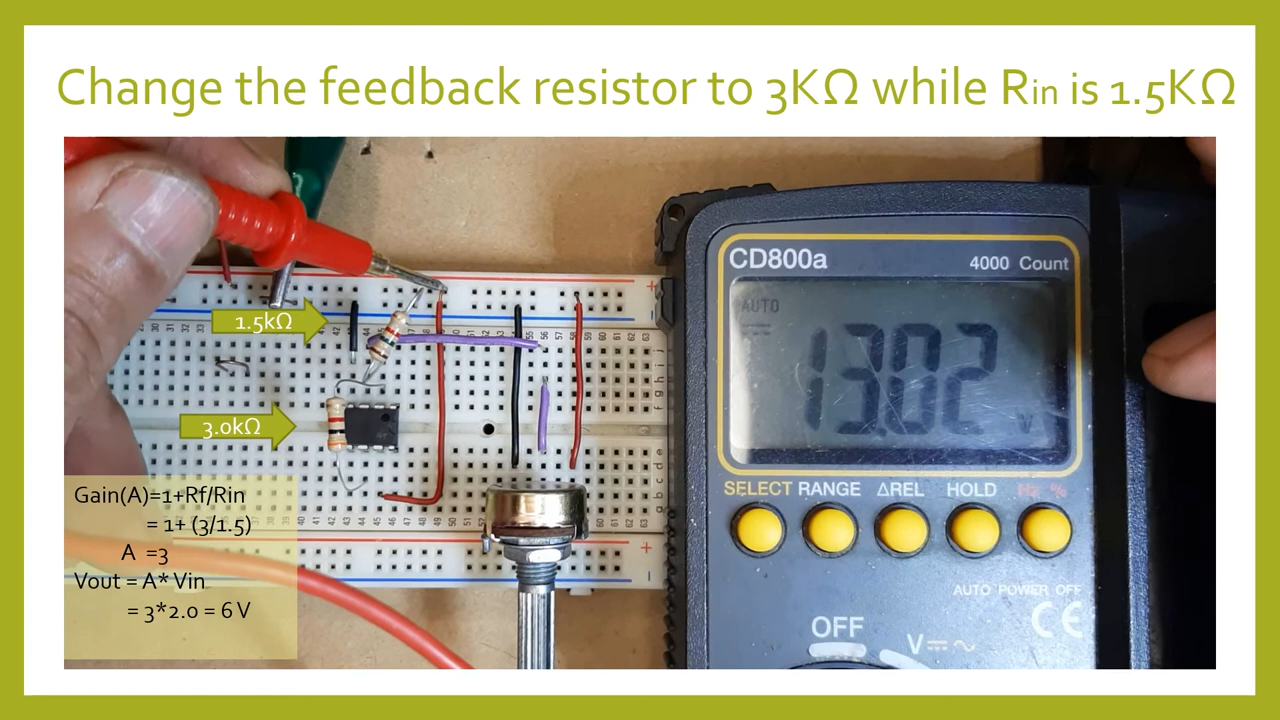 Change the feedback resistor to 3KΩ while Rin is 1.5KΩ
CD800a
4000 Count
AUTO
13.02 V
1.5kΩ
3.0kΩ
SELECT RANGE ΔREL HOLD Hz %
Gain(A)=1+Rf/Rin
= 1+ (3/1.5)
A =3
Vout = A* Vin
= 3*2.0 = 6 V
AUTO POWER OFF
CE
OFF
V